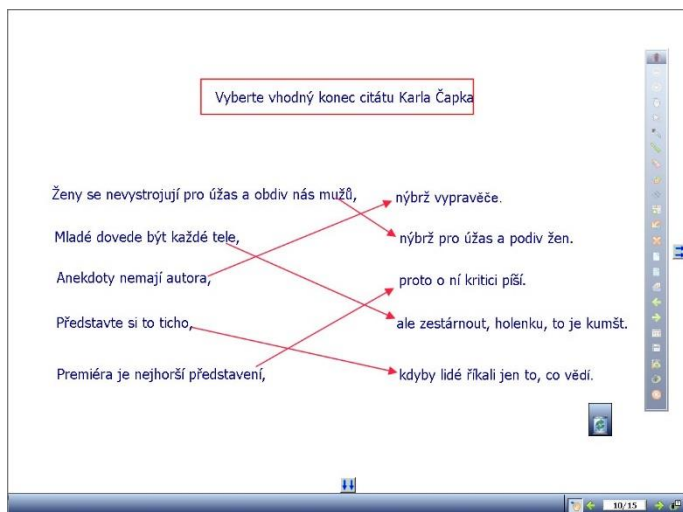 Vyberte vhodný konec citátu Karla Čapka
Ženy se nevystrojují pro úžas a obdiv nás mužů,
nýbrž vypravěče.
Mladé dovede být každé tele,
nýbrž pro úžas a podiv žen.
Anekdoty nemají autora,
proto o ní kritici píší.
Představte si to ticho,
ale zestárnout, holenku, to je kumšt.
Premiéra je nejhorší představení,
kdyby lidé říkali jen to, co vědí.
10/15